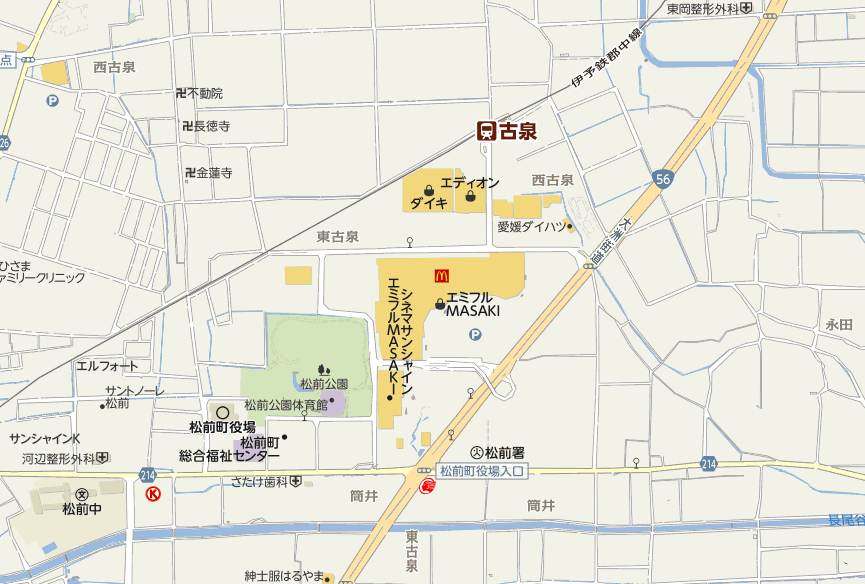 東岡整形外科
伊予鉄郡中線
点
西古泉
卍不動院
卍長徳寺
26
卍金蓮寺
P
古泉
エディオン
ダイキ
西古泉
56
愛媛ダイハツ
大洲街道
東古泉
ひさま
ァミリークリニック
エミフル
MASAKI
シネマサンシャイン
エミフルMASAKI
P
永田
エルフォート
松前公園
サントノーレ
松前
松前公園体育館
松前町役場
サンシャインK
松前町
総合福祉センター
河辺整形外科
松前署
214
松前町役場入口
214
さたけ歯科
K
文
松前中
筒井
筒井
長尾谷
東古泉
紳士服はるやま